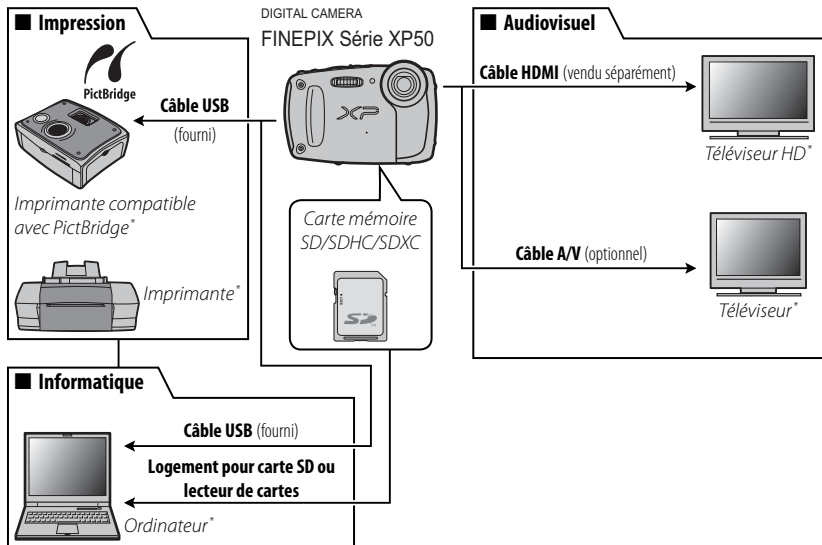 ■ Impression
PictBridge
Câble USB
(fourni)
Imprimante compatible
avec PictBridge*
Imprimante*
DIGITAL CAMERA
FINEPIX Série XP50
XP
Carte mémoire
SD/SDHC/SDXC
SD
■ Audiovisuel
Câble HDMI (vendu séparément)
Téléviseur HD*
Câble A/V (optionnel)
Téléviseur*
■ Informatique
Câble USB (fourni)
Logement pour carte SD ou
lecteur de cartes
Ordinateur*